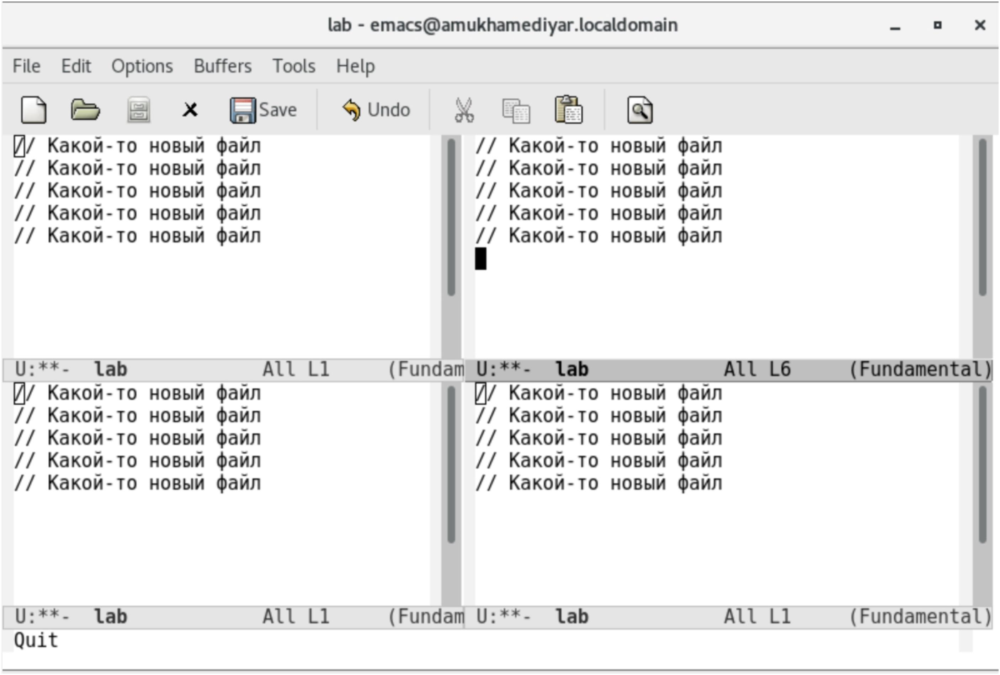 lab - emacs@amukhamediyar.localdomain
File Edit Options Buffers Tools Help
Save Undo
// Какой-то новый файл
// Какой-то новый файл
// Какой-то новый файл
// Какой-то новый файл
// Какой-то новый файл
U:**- lab All L1 (Fundam
// Какой-то новый файл
// Какой-то новый файл
// Какой-то новый файл
// Какой-то новый файл
// Какой-то новый файл
U:**- lab All L6 (Fundamental)
// Какой-то новый файл
// Какой-то новый файл
// Какой-то новый файл
// Какой-то новый файл
// Какой-то новый файл
U:**- lab All L1 (Fundam
// Какой-то новый файл
// Какой-то новый файл
// Какой-то новый файл
// Какой-то новый файл
// Какой-то новый файл
U:**- lab All L1 (Fundamental)
Quit